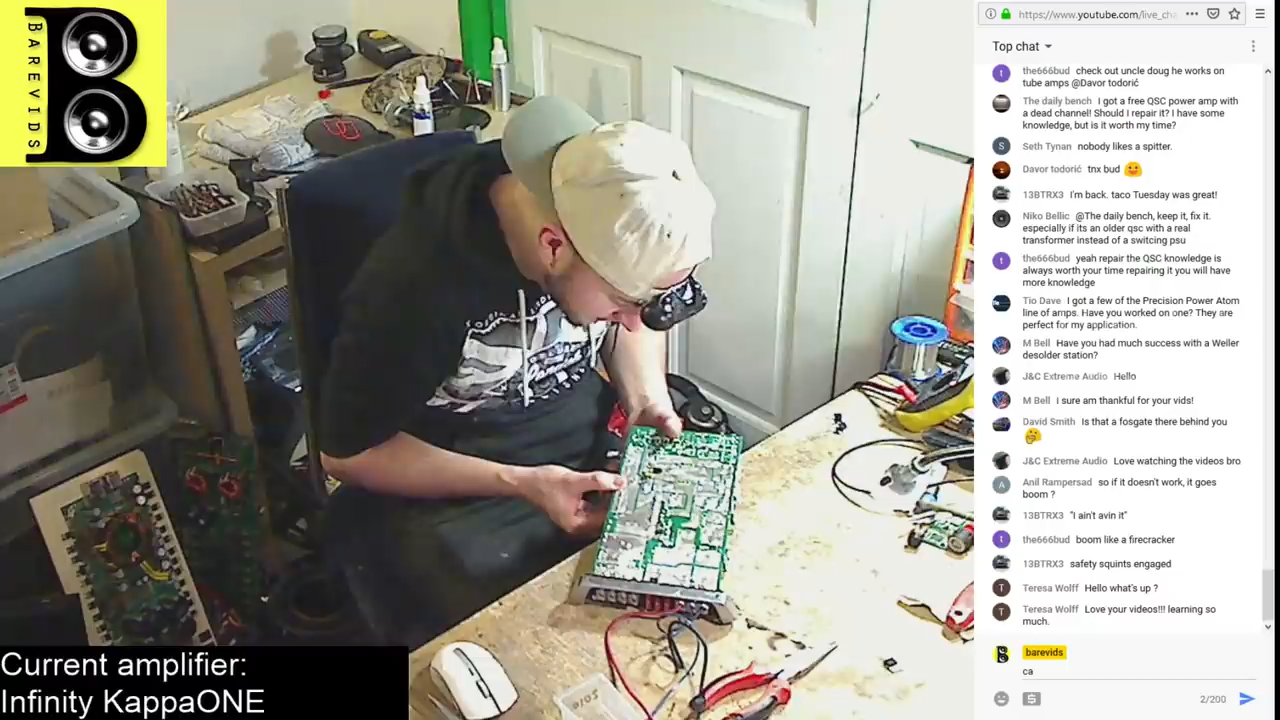 BAREVIDS
https://www.youtube.com/live_ch
Top chat
the666bud check out uncle doug he works on
tube amps @Davor todorić
The daily bench I got a free QSC power amp with
a dead channel! Should I repair it? I have some
knowledge, but is it worth my time?
S
Seth Tynan nobody likes a spitter.
Davor todorić tnx bud
13BTRX3 I'm back. taco Tuesday was great!
Niko Bellic @The daily bench, keep it, fix it.
especially if its an older qsc with a real
transformer instead of a switcing psu
t
the666bud yeah repair the QSC knowledge is
always worth your time repairing it you will have
more knowledge
Tio Dave I got a few of the Precision Power Atom
line of amps. Have you worked on one? They are
perfect for my application.
M Bell Have you had much success with a Weller
desolder station?
J&C Extreme Audio Hello
M Bell I sure am thankful for your vids!
David Smith Is that a fosgate there behind you
J&C Extreme Audio Love watching the videos bro
A
Anil Rampersad so if it doesn't work, it goes
boom ?
13BTRX3 "I ain't avin it"
t
the666bud boom like a firecracker
13BTRX3 safety squints engaged
T
Teresa Wolff Hello what's up ?
T
Teresa Wolff Love your videos!!! learning so
much.
barevids
ca
2/200
Current amplifier:
Infinity KappaONE